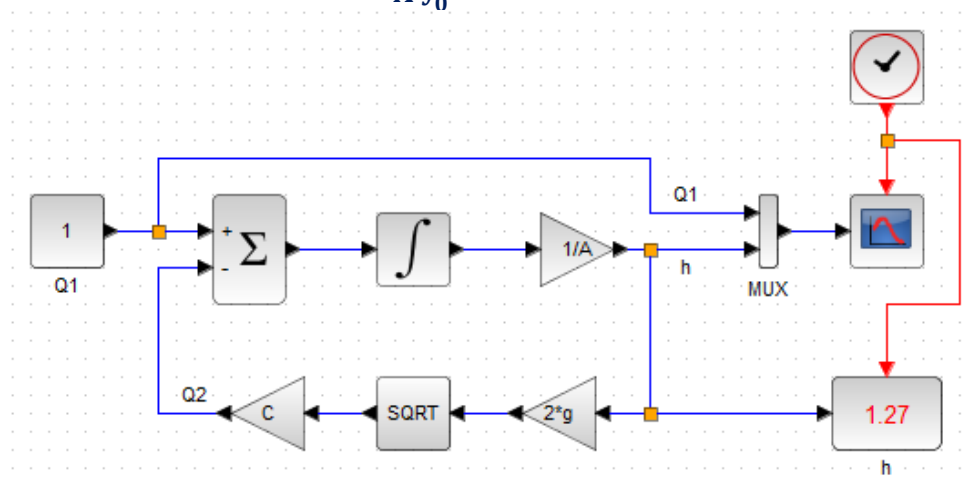 1
Q1
+
-
Σ
∫
1/A
Q1
h
MUX
Q2
C
SQRT
2*g
1.27
h